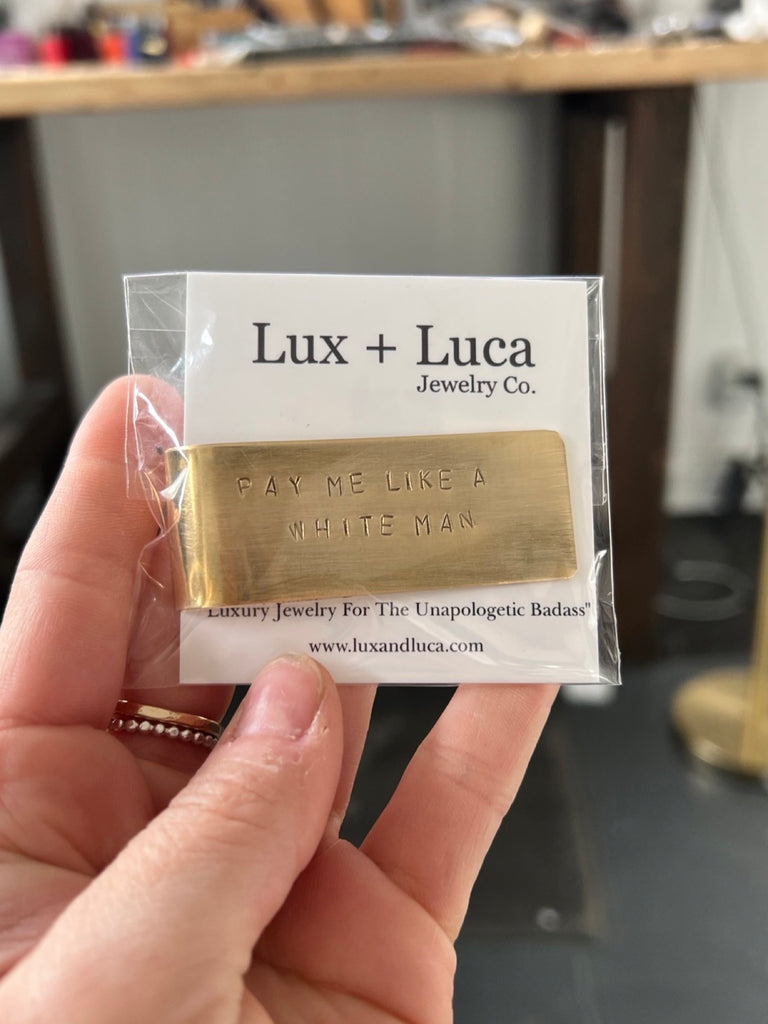 Lux + Luca
Jewelry Co.
PAY ME LIKE A
WHITE MAN
"Luxury Jewelry For The Unapologetic Badass"
www.luxandluca.com